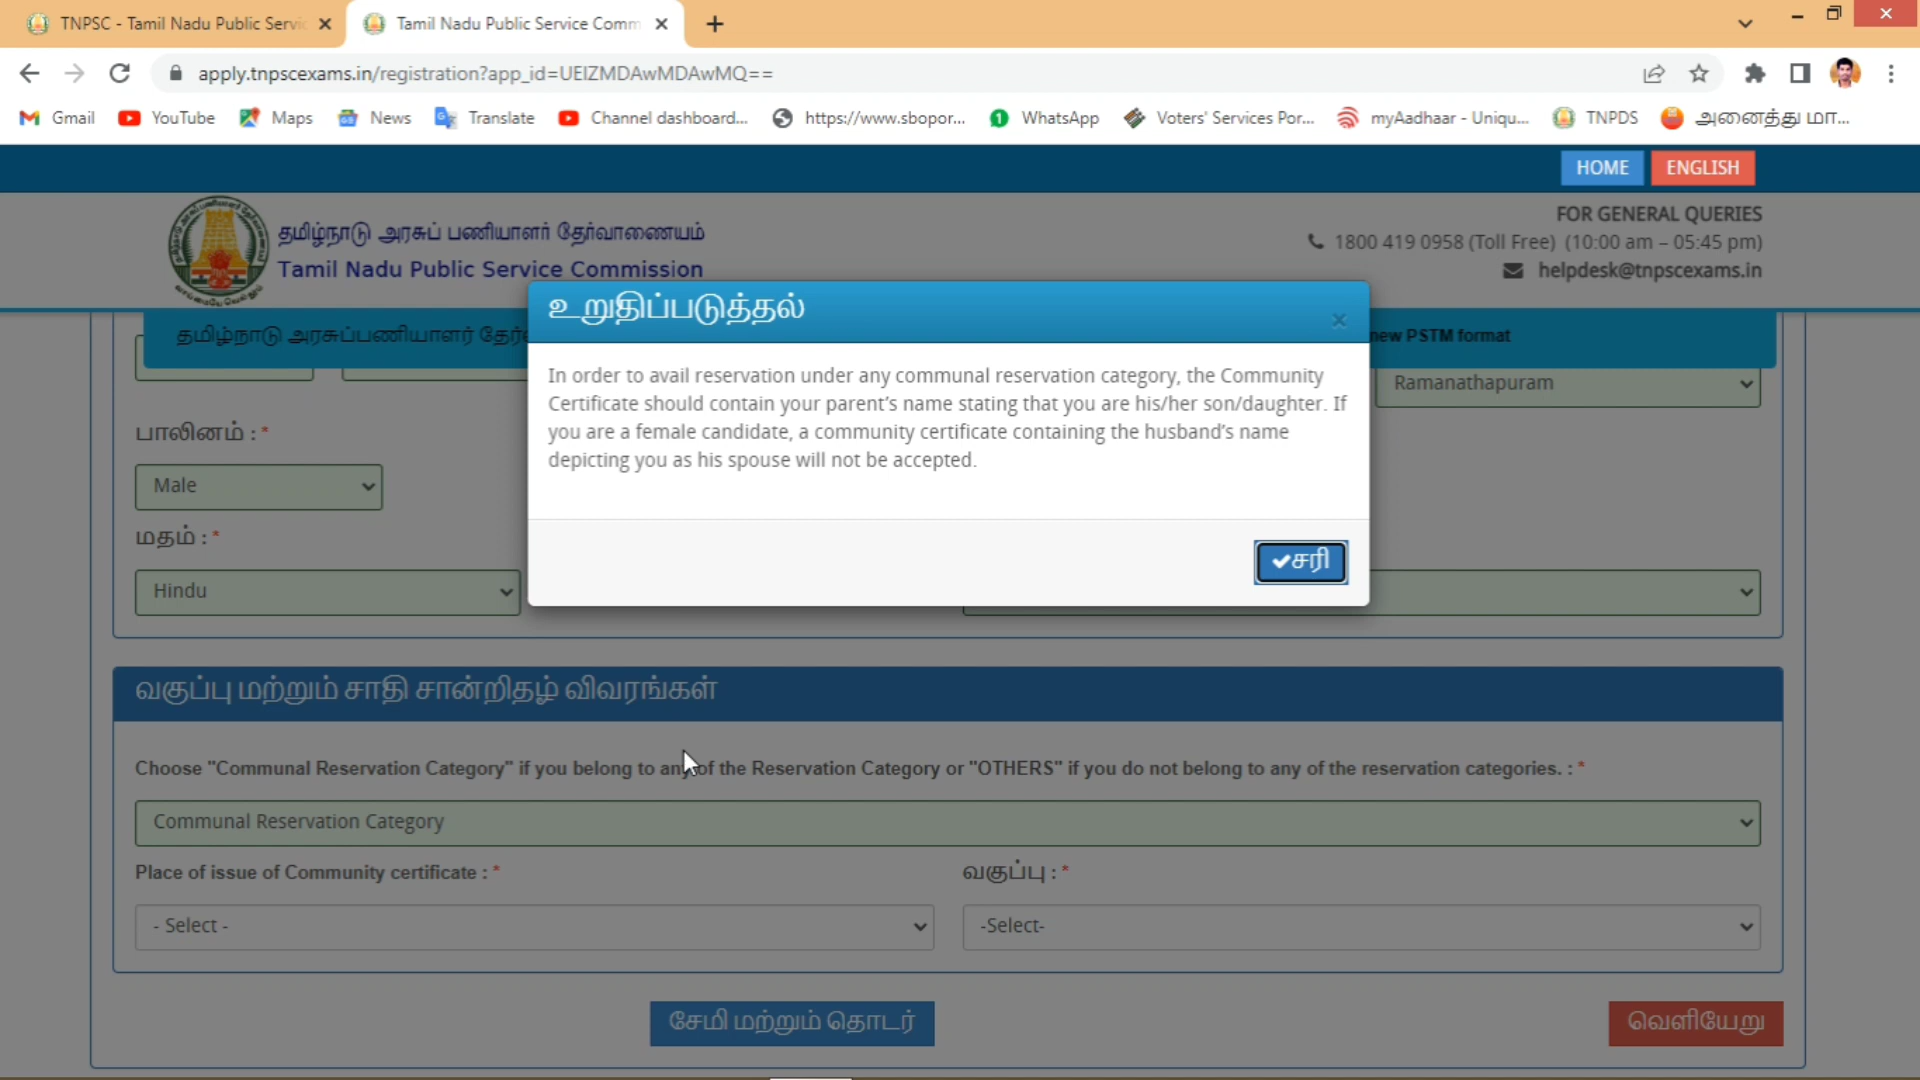 TNPSC - Tamil Nadu Public Servic
Tamil Nadu Public Service Comm
apply.tnpscexams.in/registration?app_id=UElZMDAwMDAwMQ==
Gmail
YouTube
Maps
News
Translate
Channel dashboard...
https://www.sbopor...
WhatsApp
Voters' Services Por...
myAadhaar - Uniqu...
TNPDS
அனைத்து மா...
HOME
ENGLISH
தமிழ்நாடு அரசுப் பணியாளர் தேர்வாணையம்
Tamil Nadu Public Service Commission
FOR GENERAL QUERIES
1800 419 0958 (Toll Free) (10:00 am – 05:45 pm)
helpdesk@tnpscexams.in
தமிழ்நாடு அரசுப்பணியாளர்
new PSTM format
உறுதிப்படுத்தல்
×
In order to avail reservation under any communal reservation category, the Community
Certificate should contain your parent's name stating that you are his/her son/daughter. If
you are a female candidate, a community certificate containing the husband's name
depicting you as his spouse will not be accepted.
சரி
Ramanathapuram
பாலினம் : *
Male
மதம் : *
Hindu
வகுப்பு மற்றும் சாதி சான்றிதழ் விவரங்கள்
Choose "Communal Reservation Category" if you belong to any of the Reservation Category or "OTHERS" if you do not belong to any of the reservation categories. : *
Communal Reservation Category
Place of issue of Community certificate : *
வகுப்பு : *
- Select -
-Select-
சேமி மற்றும் தொடர்
வெளியேறு